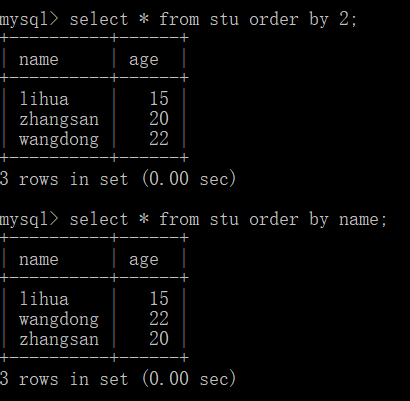 mysql> select * from stu order by 2;
+----------+------+
| name     | age  |
+----------+------+
| lihua    |   15 |
| zhangsan |   20 |
| wangdong |   22 |
+----------+------+
3 rows in set (0.00 sec)
mysql> select * from stu order by name;
+----------+------+
| name     | age  |
+----------+------+
| lihua    |   15 |
| wangdong |   22 |
| zhangsan |   20 |
+----------+------+
3 rows in set (0.00 sec)